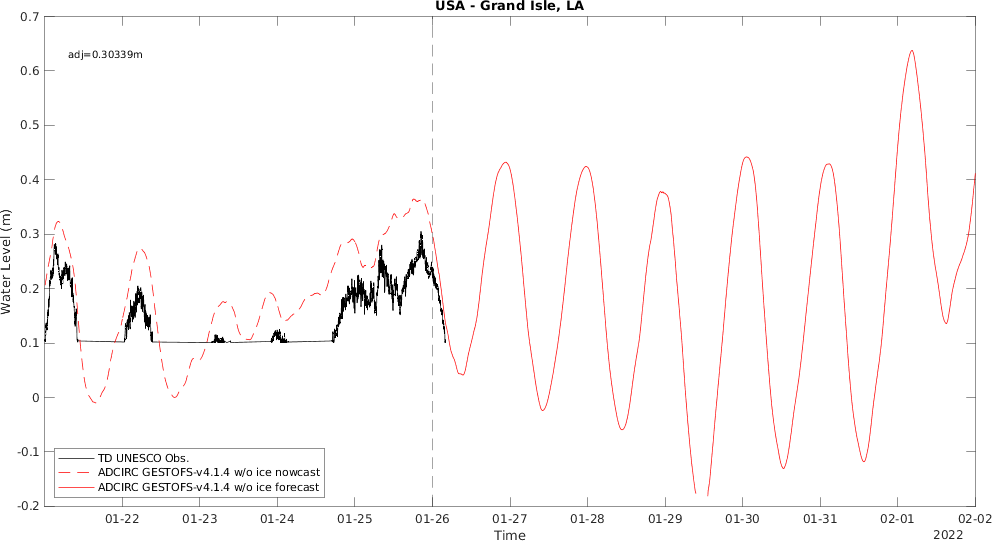 USA - Grand Isle, LA
0.7
0.6
0.5
0.4
0.3
0.2
0.1
0
-0.1
-0.2
Water Level (m)
adj=0.30339m
TD UNESCO Obs.
ADCIRC GESTOFS-v4.1.4 w/o ice nowcast
ADCIRC GESTOFS-v4.1.4 w/o ice forecast
01-22 01-23 01-24 01-25 01-26 01-27 01-28 01-29 01-30 01-31 02-01 02-02
Time
2022